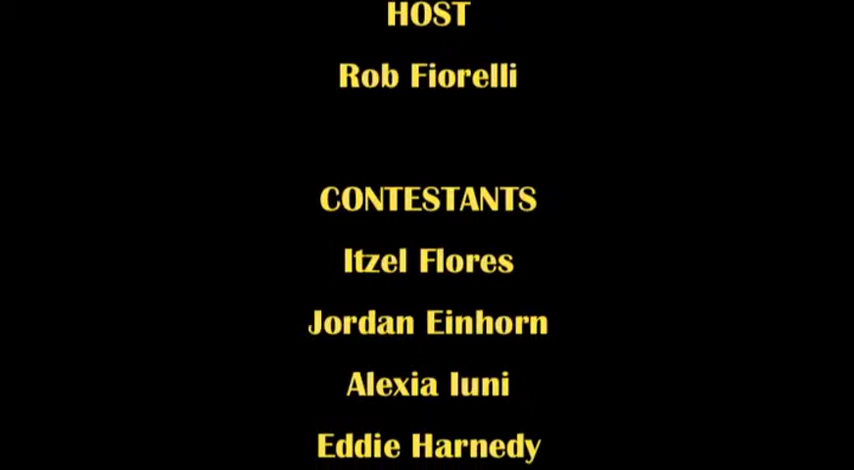 HOST
Rob Fiorelli
CONTESTANTS
Itzel Flores
Jordan Einhorn
Alexia Iuni
Eddie Harnedy